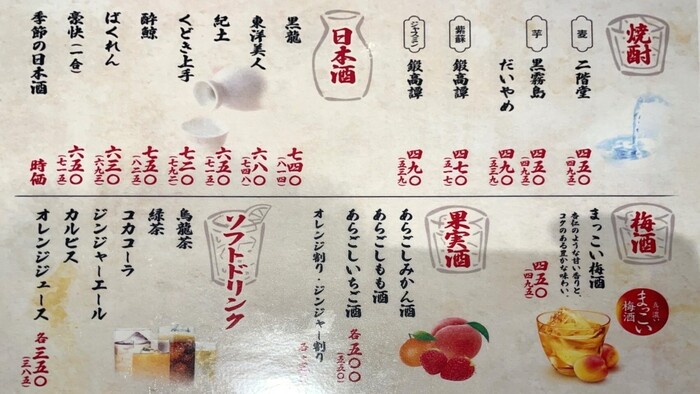 焼酎
麦
二階堂
四五〇
(四九五)
芋
黒霧島
四五〇
(四九五)
だいやめ
四九〇
(五三九)
紫蘇
鍛高譚
四七〇
(五一七)
ジャスミン
鍛高譚
四九〇
(五三九)
日本酒
黒龍
七四〇
(八一四)
東洋美人
六八〇
(七四八)
紀土
六五〇
(七一五)
くどき上手
七二〇
(七九二)
酔鯨
七五〇
(八二五)
ばくれん
六三〇
(六九三)
豪快(一合)
六五〇
(七一五)
季節の日本酒
時価
梅酒
まっこい梅酒
杏仁のような甘い香りと、
コクのある豊かな味わい。
四五〇
(四九五)
まっこい
梅酒
果実酒
あらごしみかん酒
あらごしもも酒
あらごしいちご酒
各五〇〇
(五五〇)
オレンジ割り・ジンジャー割り
ソフトドリンク
烏龍茶
緑茶
コカコーラ
ジンジャーエール
カルピス
オレンジジュース
各三五〇
(三八五)